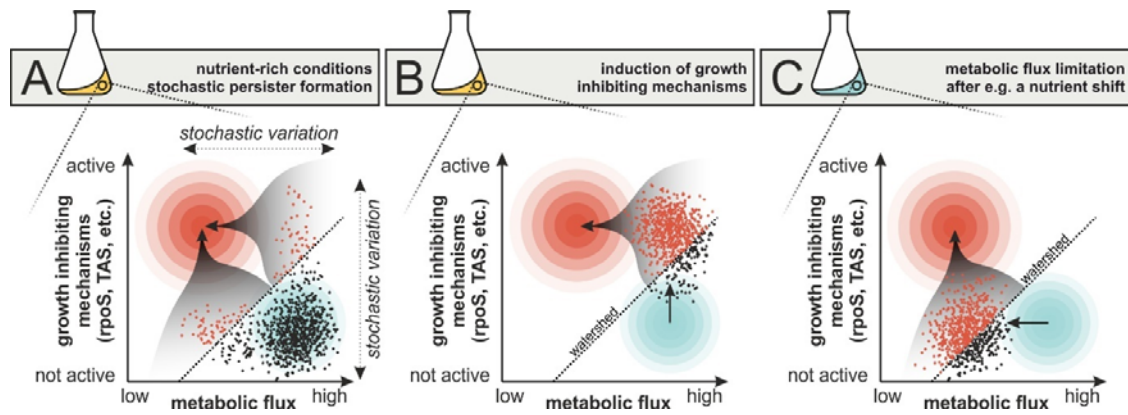 A
nutrient-rich conditions
stochastic persister formation
B
induction of growth
inhibiting mechanisms
C
metabolic flux limitation
after e.g. a nutrient shift
stochastic variation
active
growth inhibiting
mechanisms
(rpoS, TAS, etc.)
not active
stochastic variation
low
high
metabolic flux
active
growth inhibiting
mechanisms
(rpoS, TAS, etc.)
not active
watershed
low
high
metabolic flux
active
growth inhibiting
mechanisms
(rpoS, TAS, etc.)
not active
watershed
low
high
metabolic flux